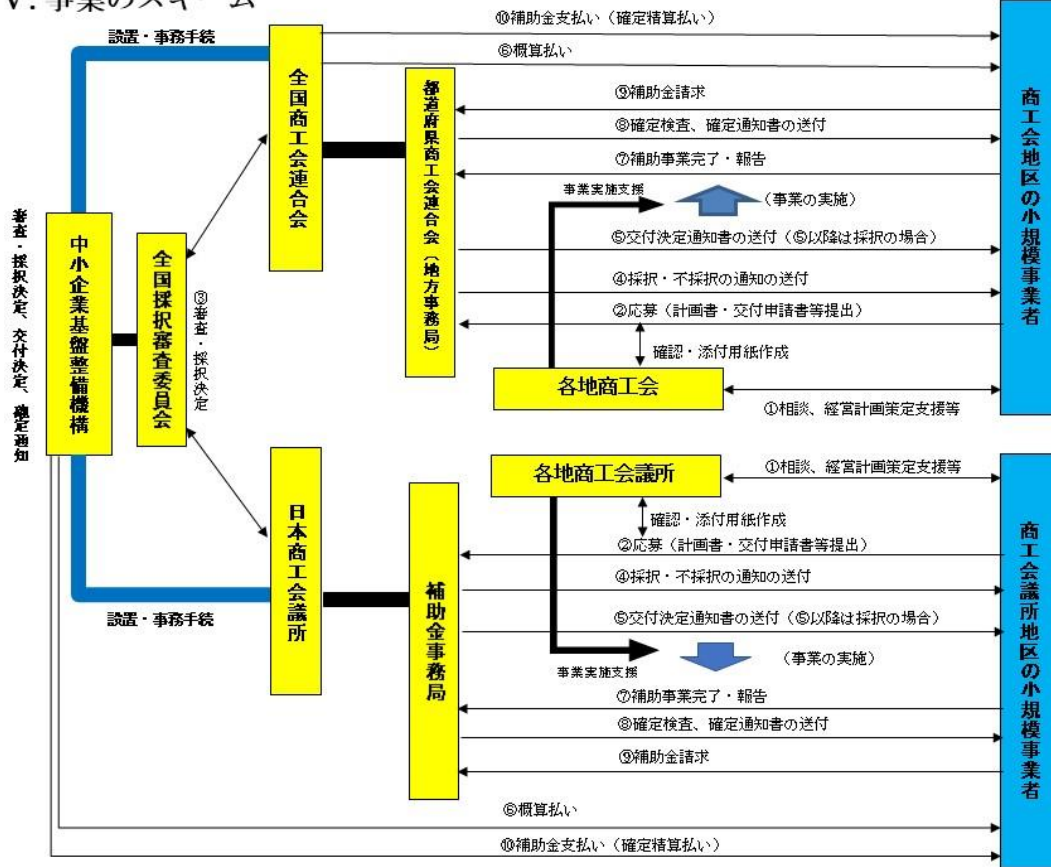 Ⅴ. 事業のスキーム
⑩補助金支払い（確定精算払い）
設置・事務手続
⑥概算払い
全国商工会連合会
都道府県商工会連合会（地方事務局）
商工会地区の小規模事業者
⑨補助金請求
⑧確定検査、確定通知書の送付
⑦補助事業完了・報告
事業実施支援
（事業の実施）
審査・採択決定、交付決定、確定通知
中小企業基盤整備機構
全国採択審査委員会
③審査・採択決定
⑤交付決定通知書の送付（⑤以降は採択の場合）
④採択・不採択の通知の送付
②応募（計画書・交付申請書等提出）
確認・添付用紙作成
各地商工会
①相談、経営計画策定支援等
各地商工会議所
①相談、経営計画策定支援等
日本商工会議所
補助金事務局
商工会議所地区の小規模事業者
確認・添付用紙作成
②応募（計画書・交付申請書等提出）
④採択・不採択の通知の送付
設置・事務手続
⑤交付決定通知書の送付（⑤以降は採択の場合）
（事業の実施）
事業実施支援
⑦補助事業完了・報告
⑧確定検査、確定通知書の送付
⑨補助金請求
⑥概算払い
⑩補助金支払い（確定精算払い）